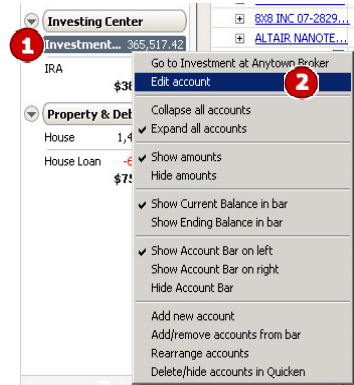 Investing Center
8X8 INC 07-2829...
1
Investment... 365,517.42
ALTAIR NANOTE...
IRA
$38
Go to Investment at Anytown Broker
Edit account
2
Collapse all accounts
Expand all accounts
Show amounts
Hide amounts
Show Current Balance in bar
Show Ending Balance in bar
Show Account Bar on left
Show Account Bar on right
Hide Account Bar
Add new account
Add/remove accounts from bar
Rearrange accounts
Delete/hide accounts in Quicken
Property & Deb
House 1,4
House Loan -6
$75